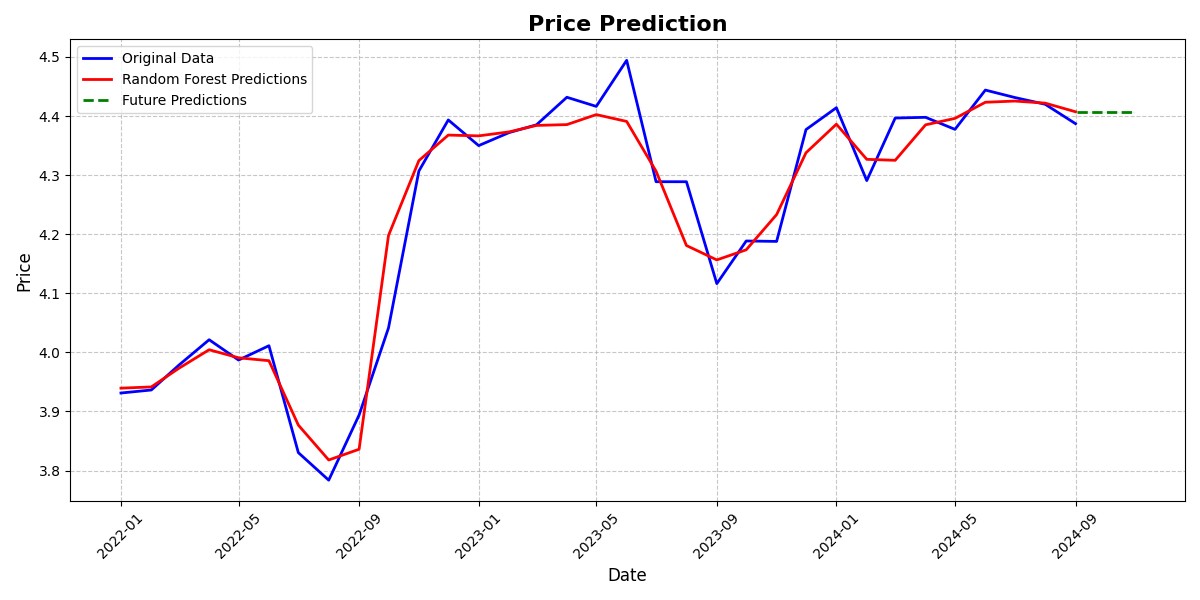 Price Prediction
Original Data
Random Forest Predictions
Future Predictions
Price
4.5
4.4
4.3
4.2
4.1
4.0
3.9
3.8
2022-01
2022-05
2022-09
2023-01
2023-05
2023-09
2024-01
2024-05
2024-09
Date